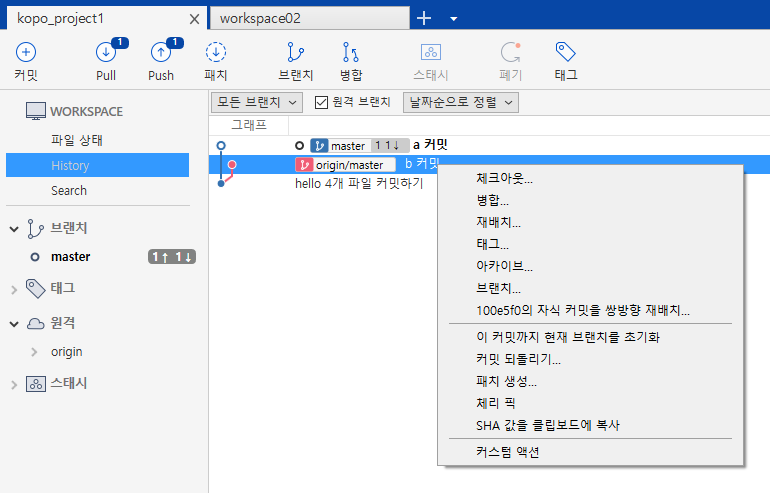 kopo_project1
workspace02
1
1
커밋
Pull
Push
패치
브랜치
병합
스태시
폐기
태그
WORKSPACE
파일 상태
History
Search
브랜치
master
1↑ 1↓
태그
원격
origin
스태시
모든 브랜치
원격 브랜치
날짜순으로 정렬
그래프
master 1 1↓ a 커밋
origin/master b 커밋
hello 4개 파일 커밋하기
체크아웃...
병합...
재배치...
태그...
아카이브...
브랜치...
100e5f0의 자식 커밋을 쌍방향 재배치...
이 커밋까지 현재 브랜치를 초기화
커밋 되돌리기...
패치 생성...
체리 픽
SHA 값을 클립보드에 복사
커스텀 액션